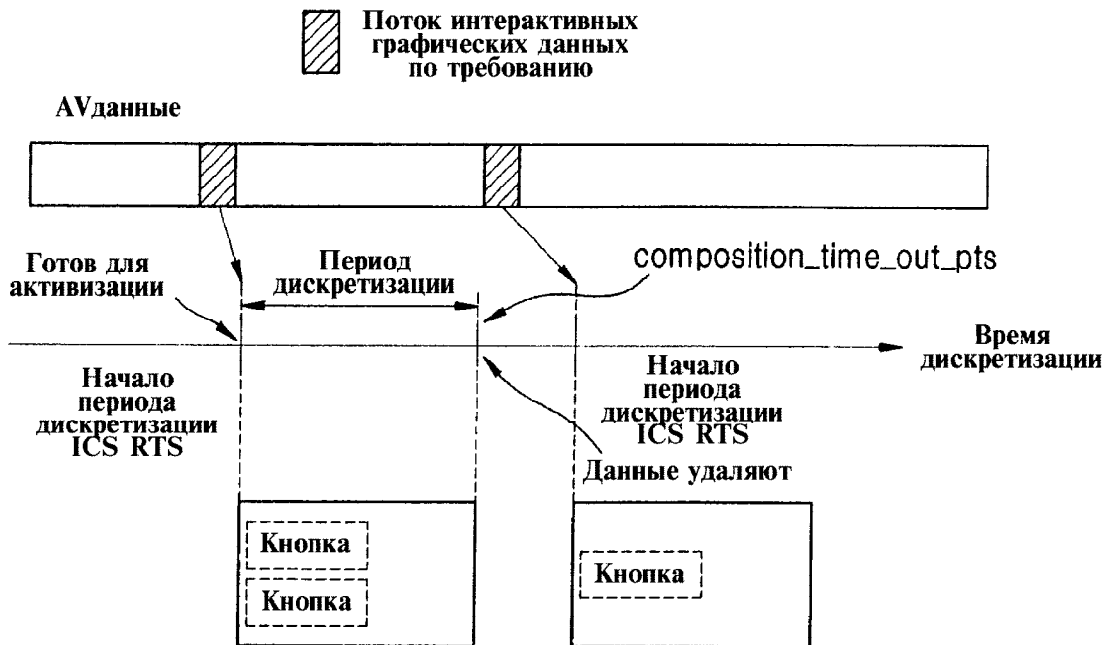 Поток интерактивных
графических данных
по требованию
AVданные
Готов для
активизации
Период
дискретизации
composition_time_out_pts
Время
дискретизации
Начало
периода
дискретизации
ICS RTS
Начало
периода
дискретизации
ICS RTS
Данные удаляют
Кнопка
Кнопка
Кнопка